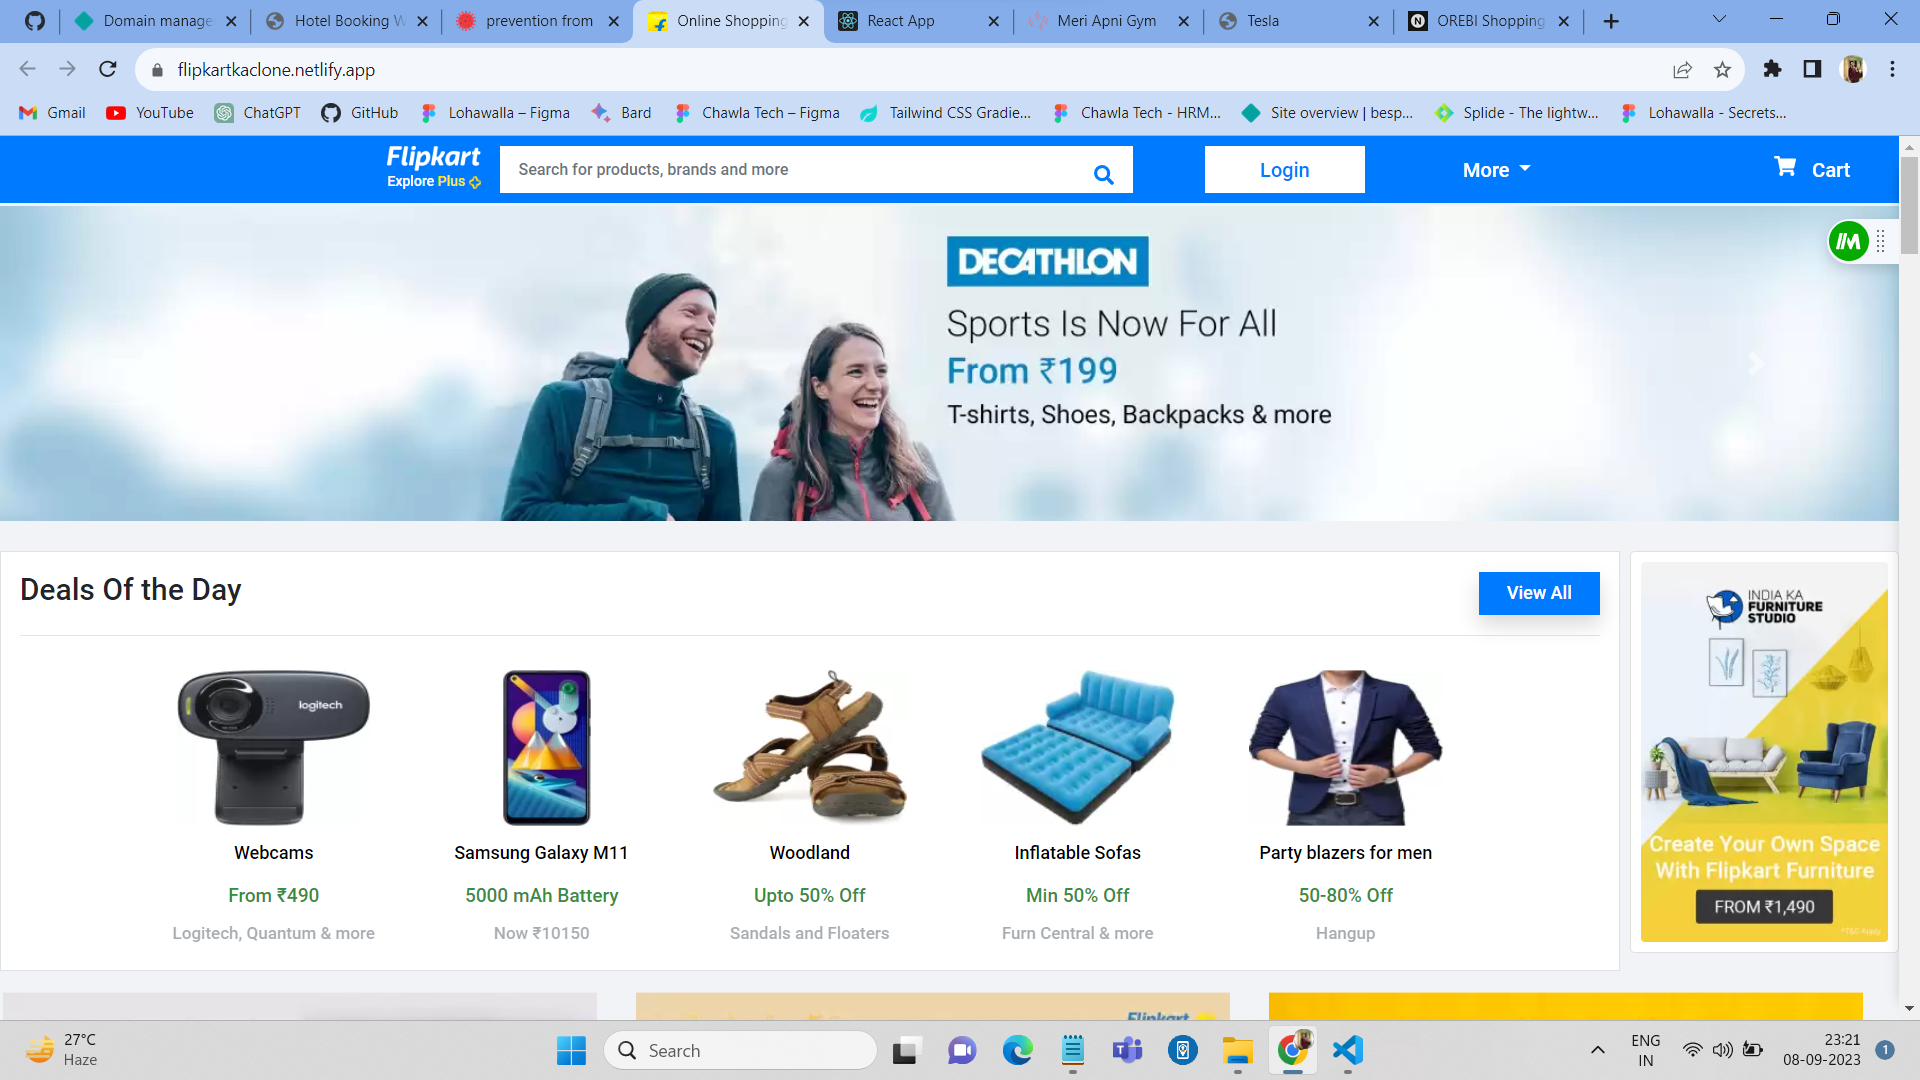 Domain manage
Hotel Booking W
prevention from
Online Shopping
React App
Meri Apni Gym
Tesla
OREBI Shopping
flipkartkaclone.netlify.app
Gmail
YouTube
ChatGPT
GitHub
Lohawalla – Figma
Bard
Chawla Tech – Figma
Tailwind CSS Gradie...
Chawla Tech - HRM...
Site overview | besp...
Splide - The lightw...
Lohawalla - Secrets...
Flipkart
Explore Plus
Search for products, brands and more
Login
More
Cart
DECATHLON
Sports Is Now For All
From ₹199
T-shirts, Shoes, Backpacks & more
Deals Of the Day
View All
logitech
Webcams
From ₹490
Logitech, Quantum & more
Samsung Galaxy M11
5000 mAh Battery
Now ₹10150
Woodland
Upto 50% Off
Sandals and Floaters
Inflatable Sofas
Min 50% Off
Furn Central & more
Party blazers for men
50-80% Off
Hangup
INDIA KA
FURNITURE
STUDIO
Create Your Own Space
With Flipkart Furniture
FROM ₹1,490
*T&C Apply
Flipkart
27°C
Haze
Search
ENG
IN
23:21
08-09-2023
1